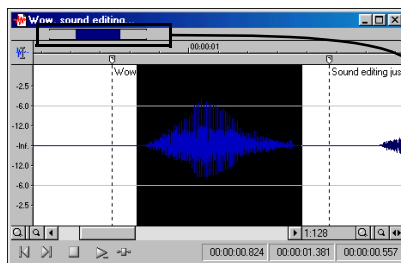 Wow, sound editing...
00:00:01
Wow
Sound editing jus
-2.5
-6.0
-12.0
-Inf.
-12.0
-6.0
-2.5
1:128
00:00:00.824
00:00:01.381
00:00:00.557